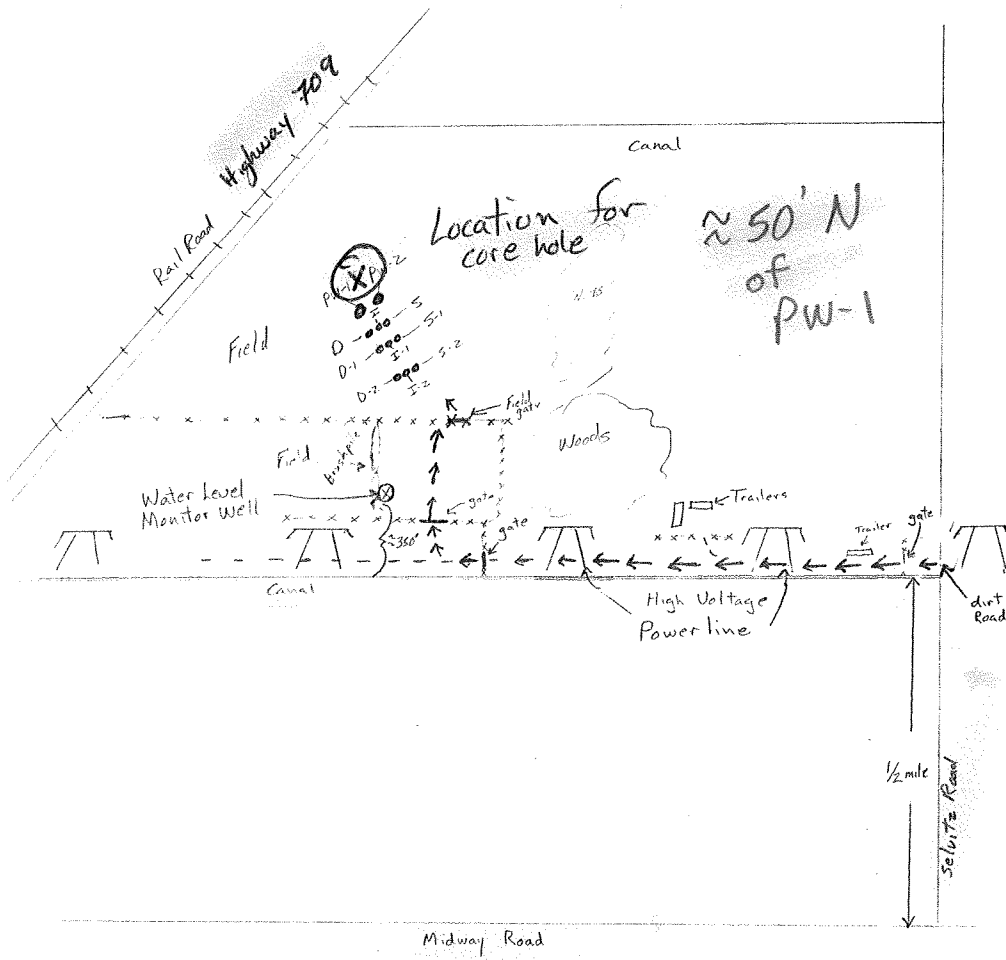 Highway 709
Rail Road
Canal
Location for
core hole
≈ 50' N
of
PW-1
PW-1
PW-2
I
S
D
S-1
D-1
I-1
S-2
D-2
I-2
Field
Field
gate
Woods
Field
brushpile
Water Level
Monitor Well
gate
≈350'
gate
Trailers
Trailer
gate
Canal
High Voltage
Power line
dirt
Road
1/2 mile
Selvitz Road
Midway Road